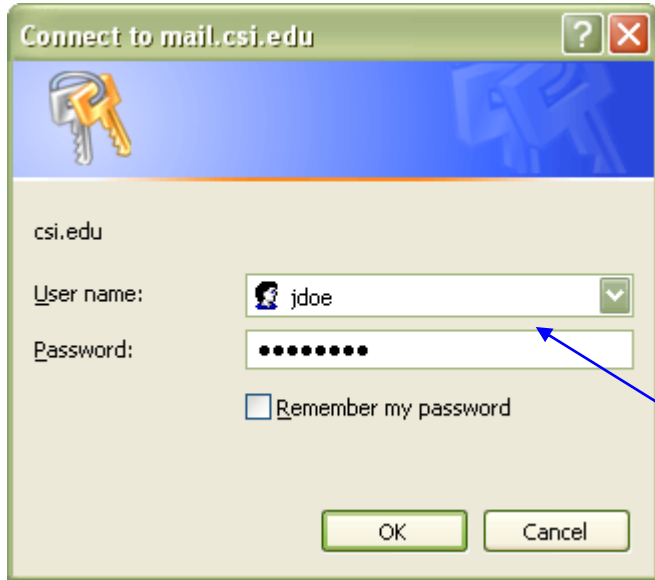 Connect to mail.csi.edu
csi.edu
User name: jdoe
Password: ●●●●●●●●
Remember my password
OK Cancel